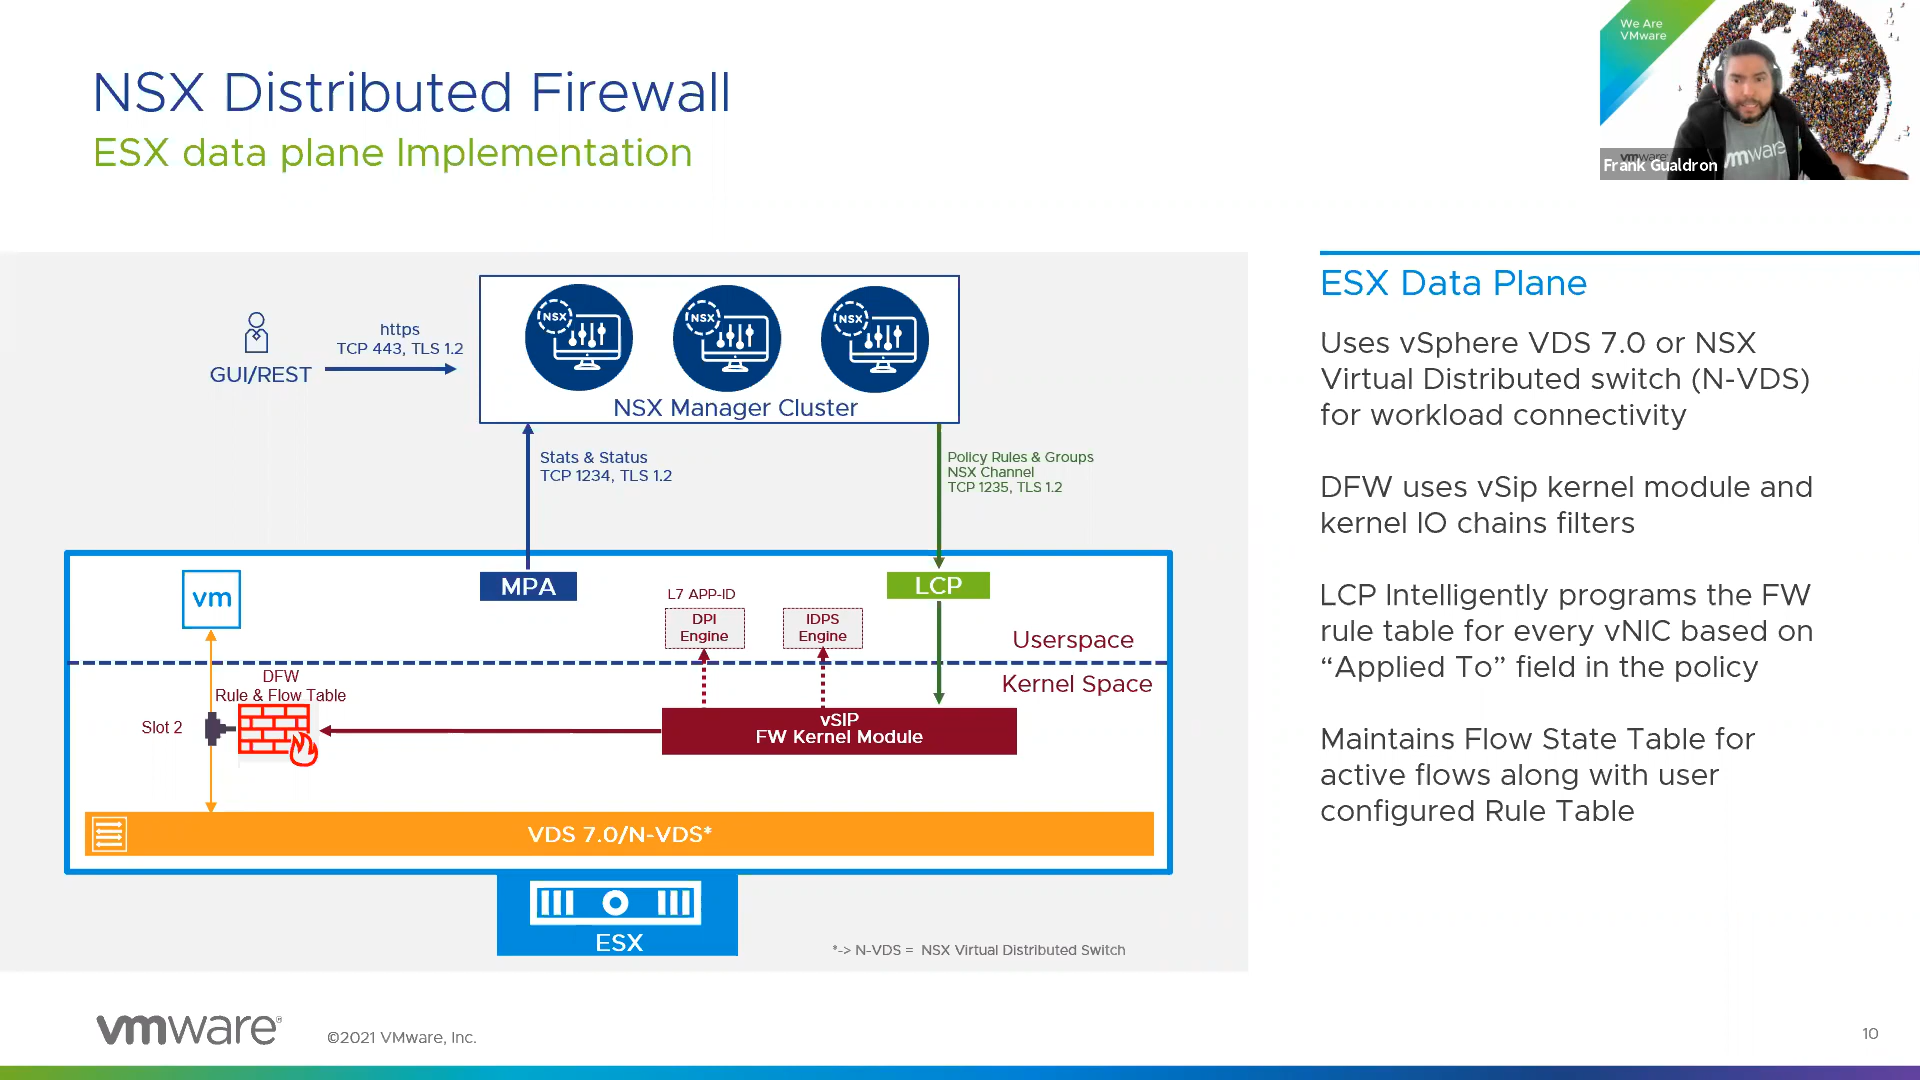 NSX Distributed Firewall
ESX data plane Implementation
We Are
VMware
vmware
Frank Gualdron
GUI/REST
https
TCP 443, TLS 1.2
NSX
NSX
NSX
NSX Manager Cluster
Stats & Status
TCP 1234, TLS 1.2
Policy Rules & Groups
NSX Channel
TCP 1235, TLS 1.2
vm
MPA
L7 APP-ID
DPI
Engine
IDPS
Engine
LCP
Userspace
Kernel Space
DFW
Rule & Flow Table
Slot 2
vSIP
FW Kernel Module
VDS 7.0/N-VDS*
ESX
*-> N-VDS = NSX Virtual Distributed Switch
ESX Data Plane
Uses vSphere VDS 7.0 or NSX
Virtual Distributed switch (N-VDS)
for workload connectivity
DFW uses vSip kernel module and
kernel IO chains filters
LCP Intelligently programs the FW
rule table for every vNIC based on
“Applied To” field in the policy
Maintains Flow State Table for
active flows along with user
configured Rule Table
vmware®
©2021 VMware, Inc.
10